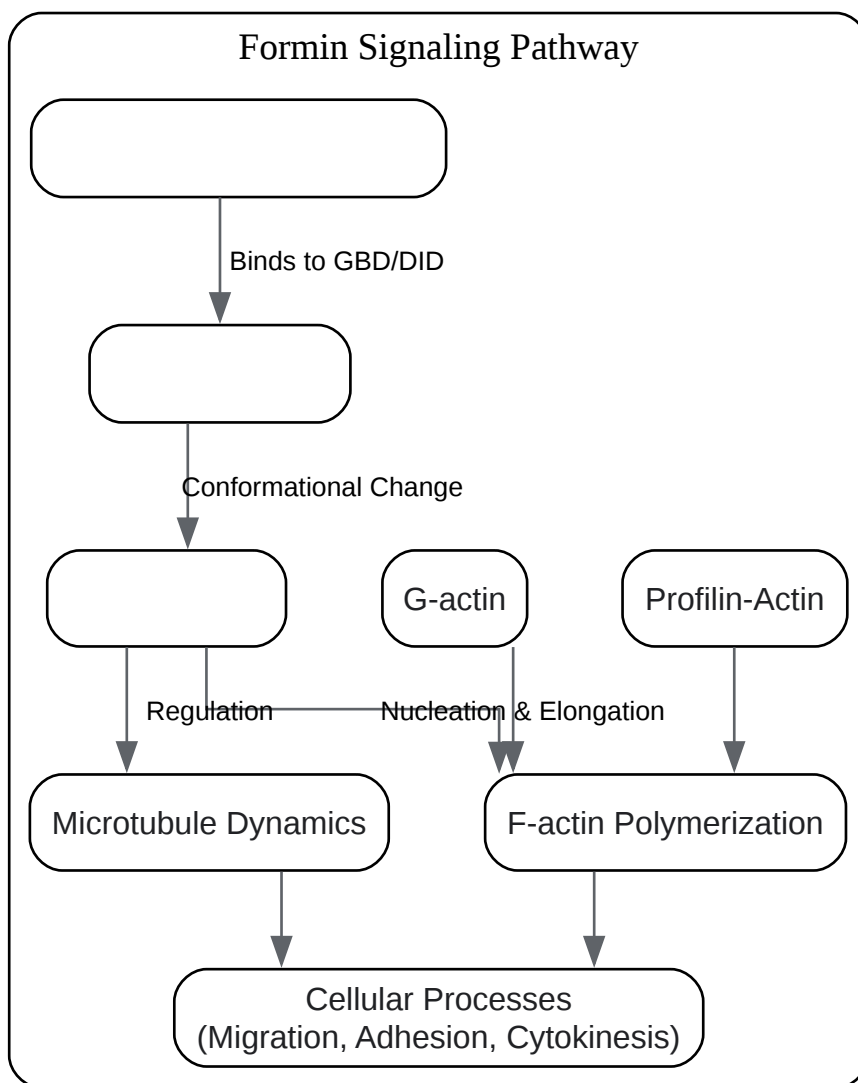 Formin Signaling Pathway
Binds to GBD/DID
Conformational Change
G-actin
Profilin-Actin
Regulation
Nucleation & Elongation
Microtubule Dynamics
F-actin Polymerization
Cellular Processes
(Migration, Adhesion, Cytokinesis)